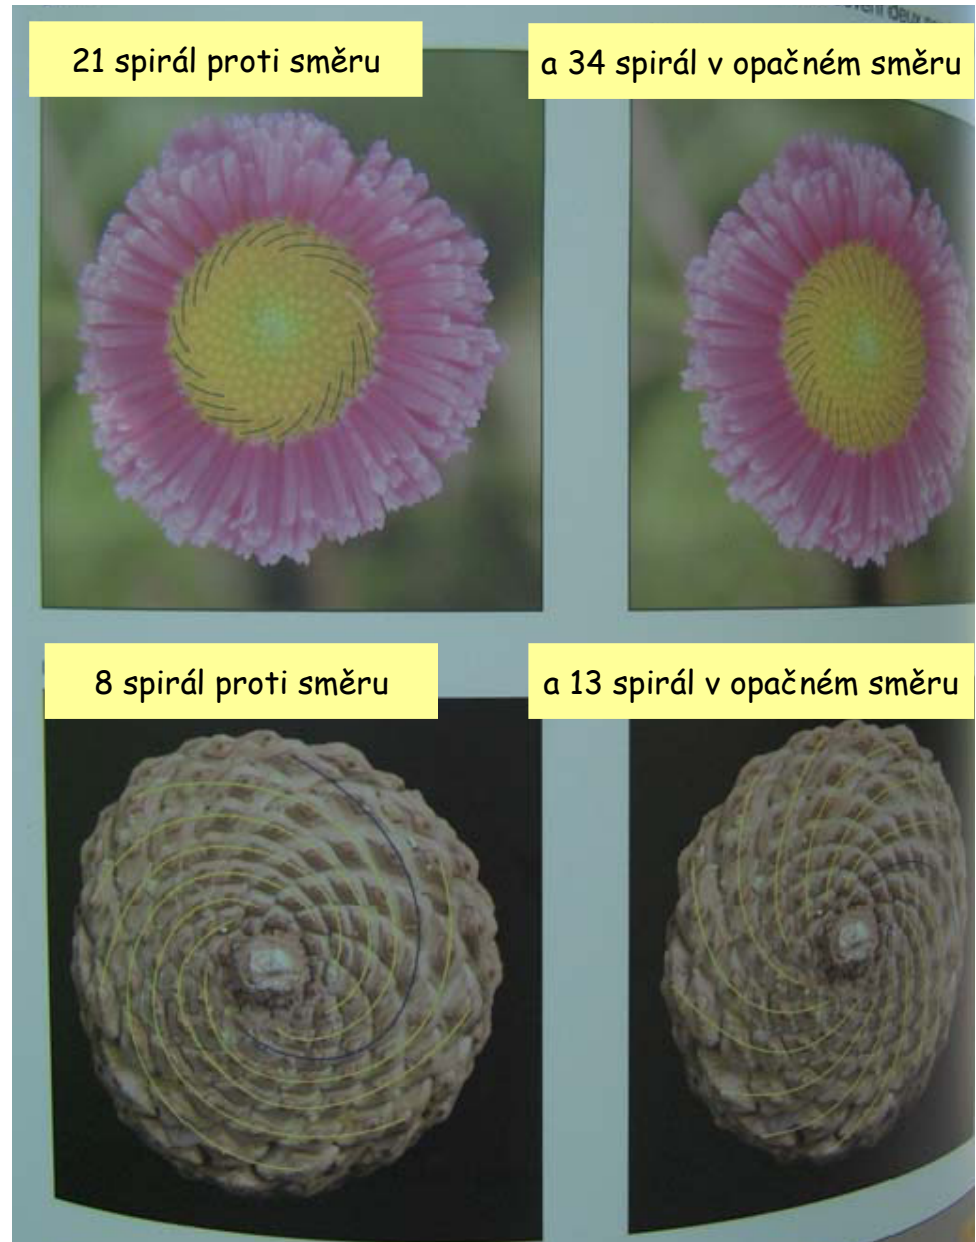 21 spirál proti směru
a 34 spirál v opačném směru
8 spirál proti směru
a 13 spirál v opačném směru